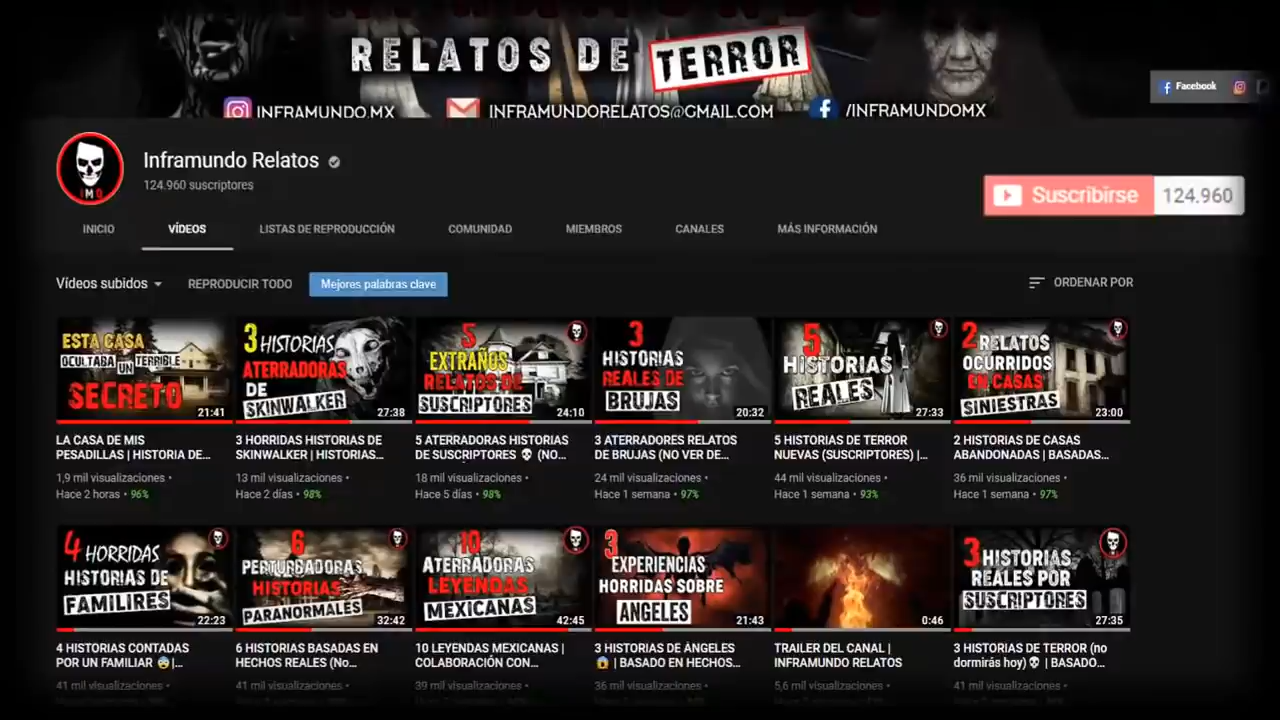 RELATOS DE TERROR
INFRAMUNDO.MX INFRAMUNDORELATOS@GMAIL.COM /INFRAMUNDOMX
Facebook
IMO
Inframundo Relatos
124.960 suscriptores
Suscribirse 124.960
INICIO VÍDEOS LISTAS DE REPRODUCCIÓN COMUNIDAD MIEMBROS CANALES MÁS INFORMACIÓN
Vídeos subidos REPRODUCIR TODO Mejores palabras clave ORDENAR POR
ESTA CASA
OCULTABA UN TERRIBLE
SECRETO
21:41
3 HISTORIAS
ATERRADORAS
DE
SKINWALKER
27:38
5
EXTRAÑOS
RELATOS DE
SUSCRIPTORES
24:10
3
HISTORIAS
REALES DE
BRUJAS
20:32
5
HISTORIAS
REALES
27:33
2 RELATOS
OCURRIDOS
EN CASAS
SINIESTRAS
23:00
LA CASA DE MIS
PESADILLAS | HISTORIA DE...
1,9 mil visualizaciones •
Hace 2 horas • 96%
3 HORRIDAS HISTORIAS DE
SKINWALKER | HISTORIAS...
13 mil visualizaciones •
Hace 2 días • 98%
5 ATERRADORAS HISTORIAS
DE SUSCRIPTORES 💀 (NO...
18 mil visualizaciones •
Hace 5 días • 98%
3 ATERRADORES RELATOS
DE BRUJAS (NO VER DE...
24 mil visualizaciones •
Hace 1 semana • 97%
5 HISTORIAS DE TERROR
NUEVAS (SUSCRIPTORES) |...
44 mil visualizaciones •
Hace 1 semana • 93%
2 HISTORIAS DE CASAS
ABANDONADAS | BASADAS...
36 mil visualizaciones •
Hace 1 semana • 97%
4 HORRIDAS
HISTORIAS DE
FAMILIRES
22:23
6
PERTURBADORAS
HISTORIAS
PARANORMALES
32:42
10
ATERRADORAS
LEYENDAS
MEXICANAS
42:45
3
EXPERIENCIAS
HORRIDAS SOBRE
ANGELES
21:43
0:46
3 HISTORIAS
REALES POR
SUSCRIPTORES
27:35
4 HISTORIAS CONTADAS
POR UN FAMILIAR 😨|...
41 mil visualizaciones •
6 HISTORIAS BASADAS EN
HECHOS REALES (No...
41 mil visualizaciones •
10 LEYENDAS MEXICANAS |
COLABORACIÓN CON...
39 mil visualizaciones •
3 HISTORIAS DE ÁNGELES
😱 | BASADO EN HECHOS...
36 mil visualizaciones •
TRAILER DEL CANAL |
INFRAMUNDO RELATOS
5,6 mil visualizaciones •
3 HISTORIAS DE TERROR (no
dormirás hoy) 💀 | BASADO...
41 mil visualizaciones •